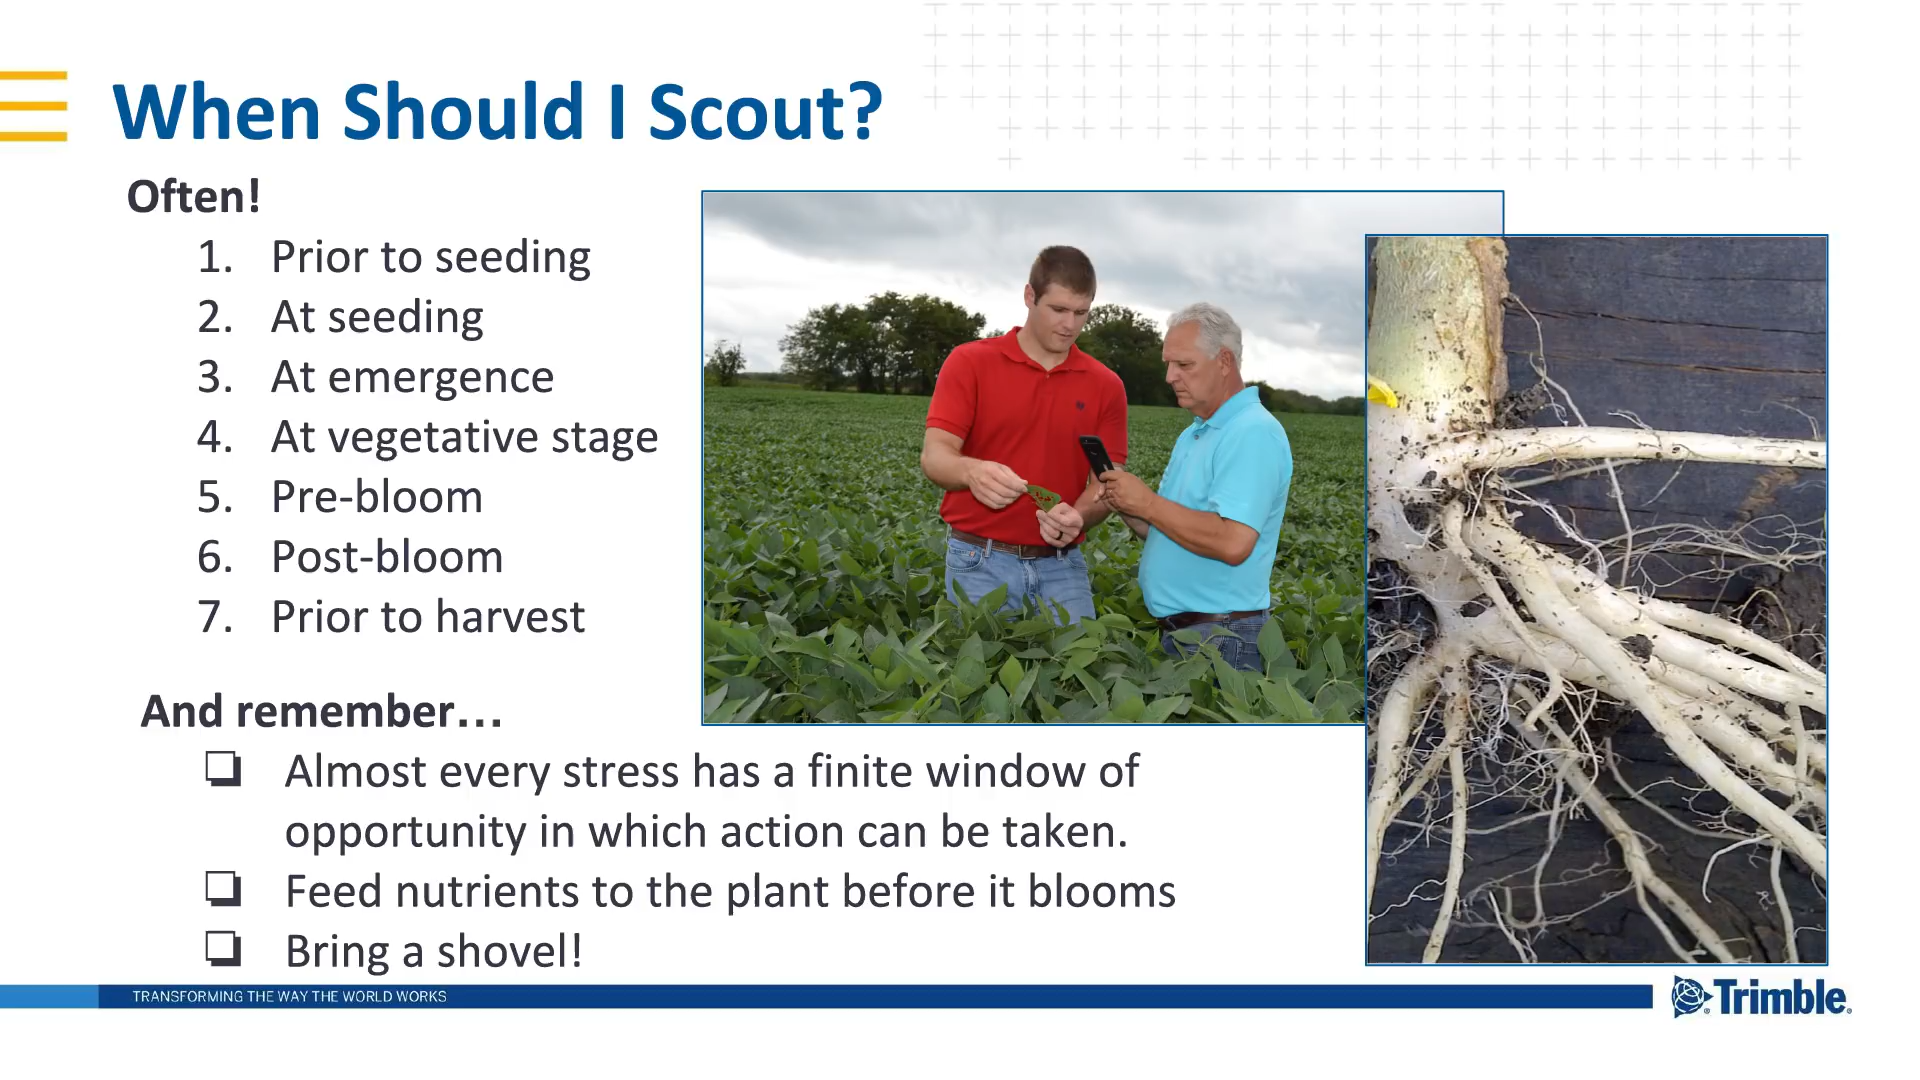 When Should I Scout?
Often!
1. Prior to seeding
2. At seeding
3. At emergence
4. At vegetative stage
5. Pre-bloom
6. Post-bloom
7. Prior to harvest
And remember…
❏ Almost every stress has a finite window of
opportunity in which action can be taken.
❏ Feed nutrients to the plant before it blooms
❏ Bring a shovel!
TRANSFORMING THE WAY THE WORLD WORKS
Trimble